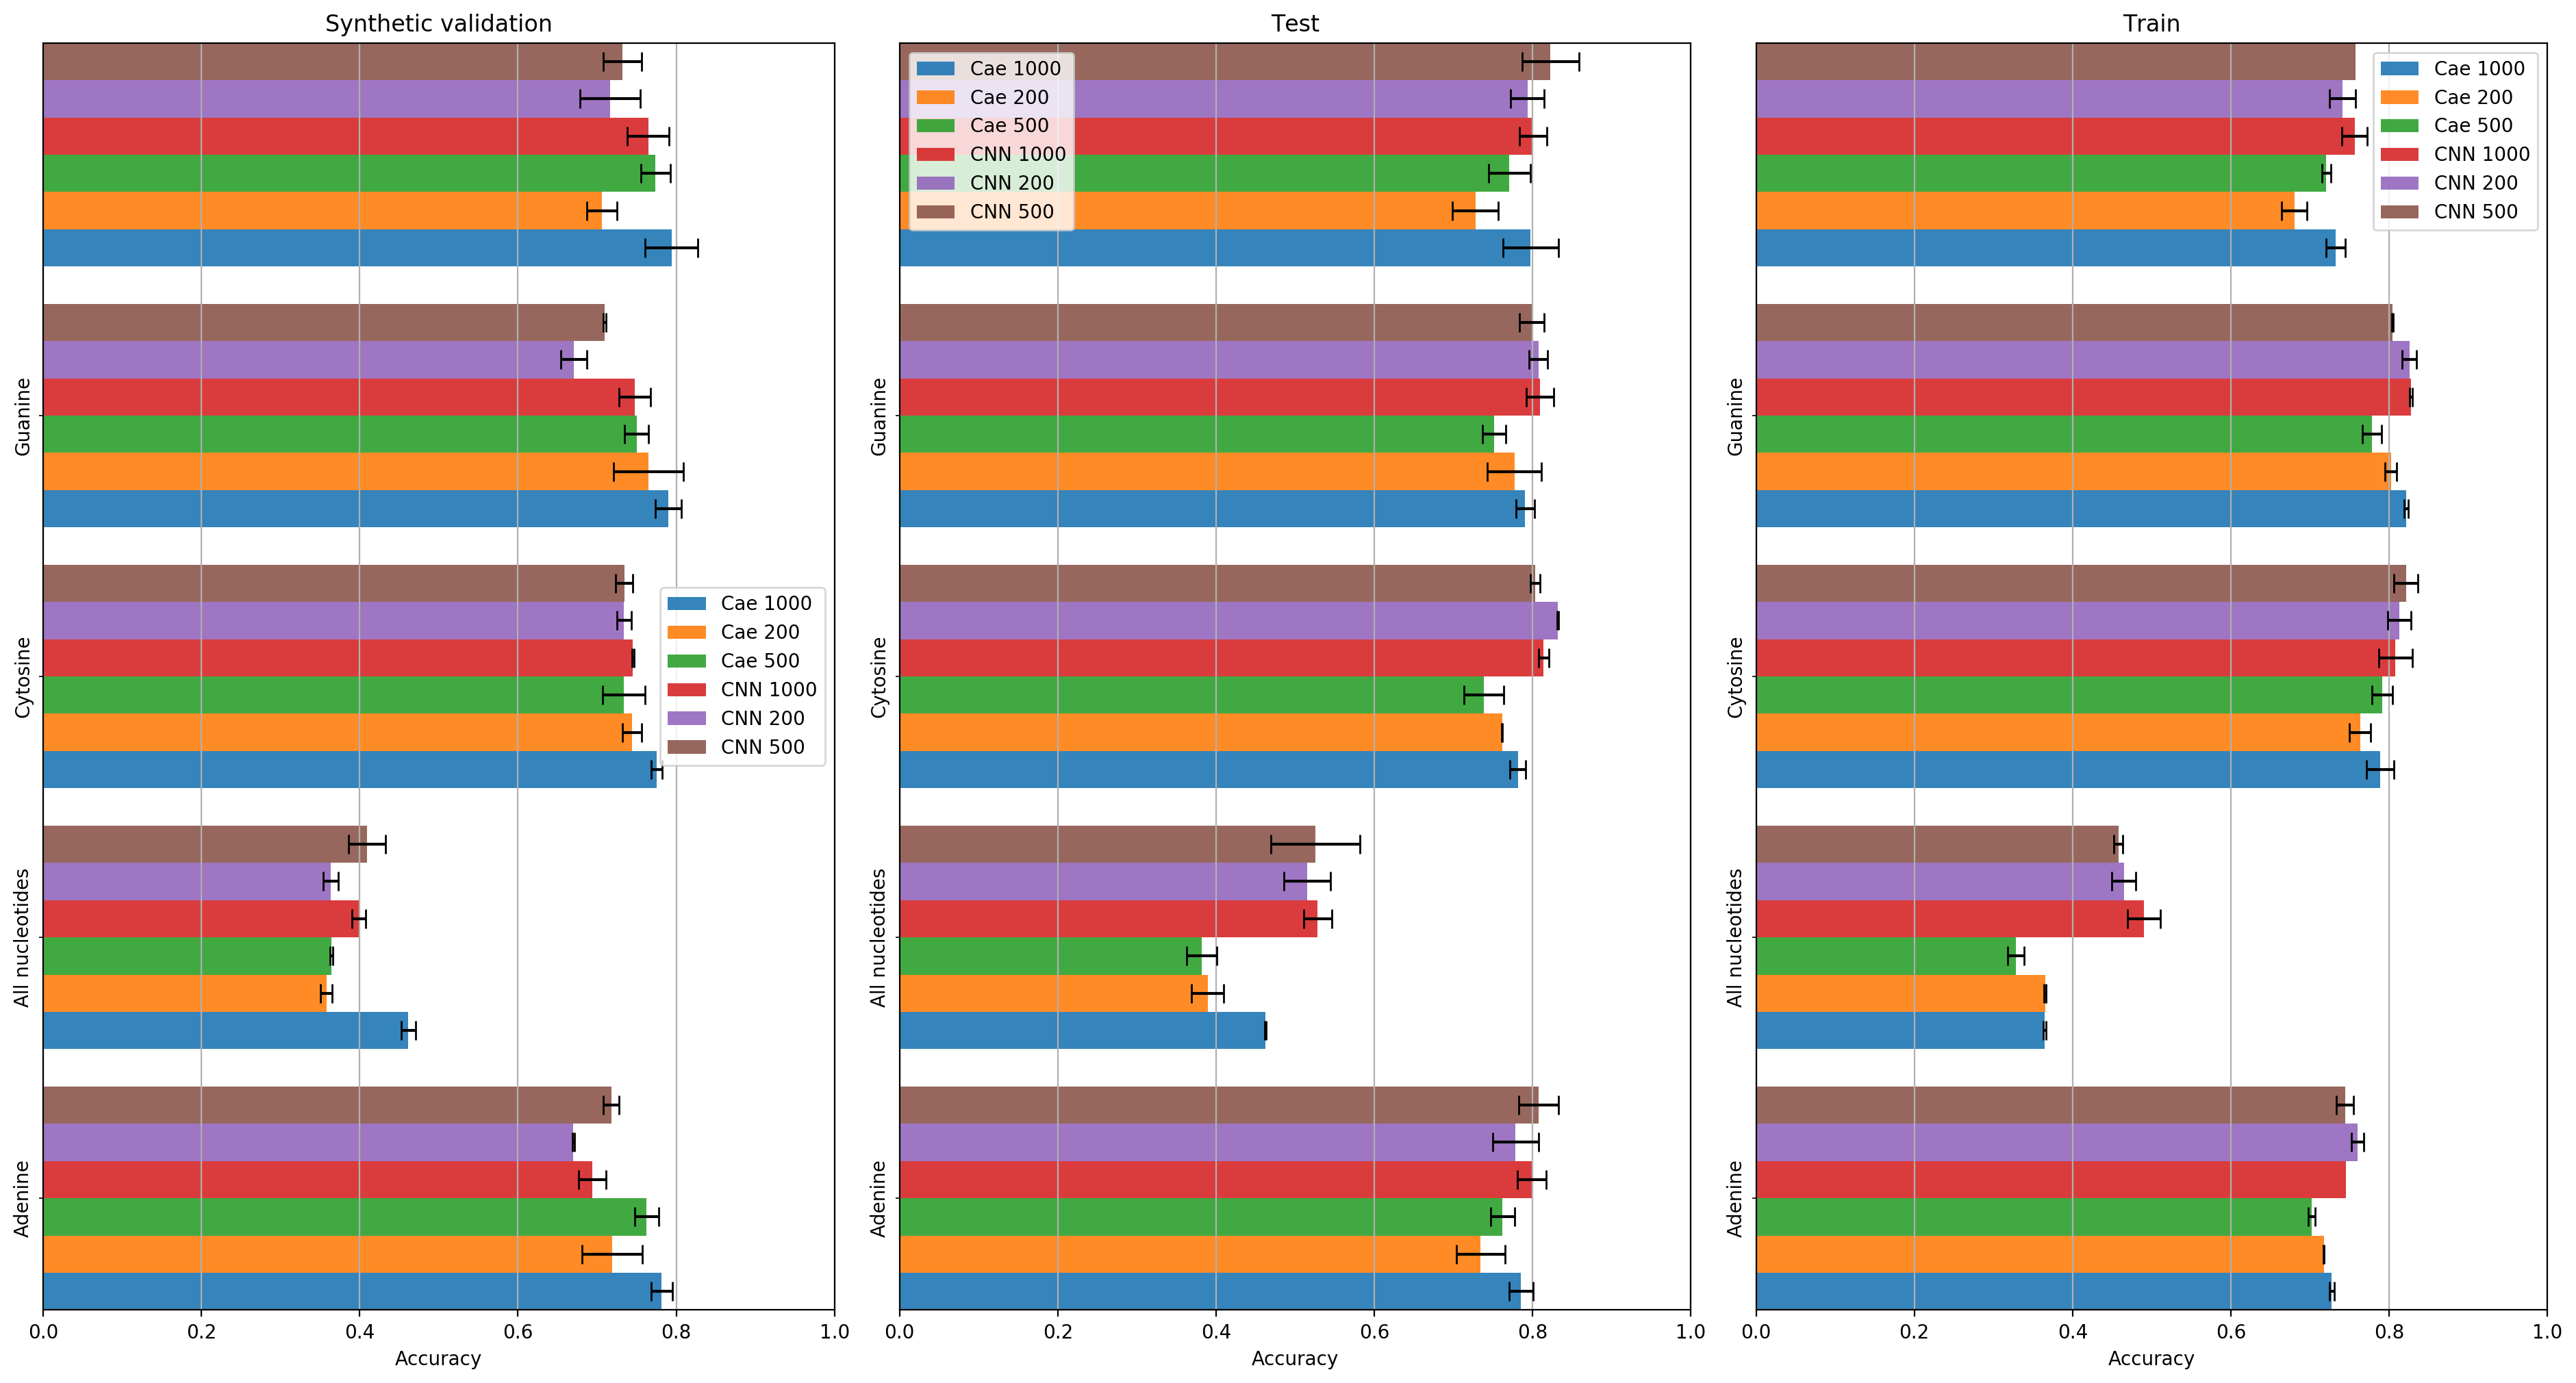 Synthetic validation
Guanine
Cytosine
All nucleotides
Adenine
Cae 1000
Cae 200
Cae 500
CNN 1000
CNN 200
CNN 500
0.0 0.2 0.4 0.6 0.8 1.0
Accuracy
Test
Cae 1000
Cae 200
Cae 500
CNN 1000
CNN 200
CNN 500
Guanine
Cytosine
All nucleotides
Adenine
0.0 0.2 0.4 0.6 0.8 1.0
Accuracy
Train
Cae 1000
Cae 200
Cae 500
CNN 1000
CNN 200
CNN 500
Guanine
Cytosine
All nucleotides
Adenine
0.0 0.2 0.4 0.6 0.8 1.0
Accuracy